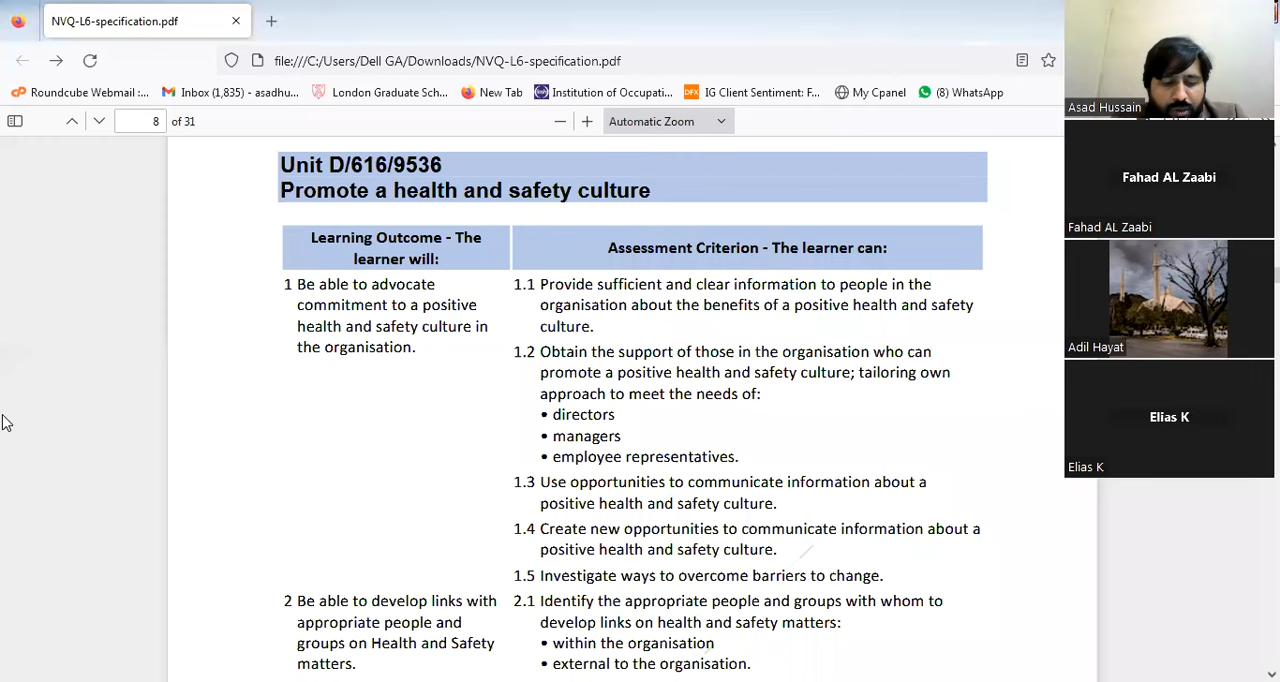 NVQ-L6-specification.pdf
file:///C:/Users/Dell GA/Downloads/NVQ-L6-specification.pdf
Roundcube Webmail :... Inbox (1,835) - asadhu... London Graduate Sch... New Tab Institution of Occupati... IG Client Sentiment: F... My Cpanel (8) WhatsApp
8 of 31 Automatic Zoom
Unit D/616/9536
Promote a health and safety culture
Learning Outcome - The
learner will:
Assessment Criterion - The learner can:
1 Be able to advocate
commitment to a positive
health and safety culture in
the organisation.
1.1 Provide sufficient and clear information to people in the
organisation about the benefits of a positive health and safety
culture.
1.2 Obtain the support of those in the organisation who can
promote a positive health and safety culture; tailoring own
approach to meet the needs of:
• directors
• managers
• employee representatives.
1.3 Use opportunities to communicate information about a
positive health and safety culture.
1.4 Create new opportunities to communicate information about a
positive health and safety culture.
1.5 Investigate ways to overcome barriers to change.
2 Be able to develop links with
appropriate people and
groups on Health and Safety
matters.
2.1 Identify the appropriate people and groups with whom to
develop links on health and safety matters:
• within the organisation
• external to the organisation.
Asad Hussain
Fahad AL Zaabi
Fahad AL Zaabi
Adil Hayat
Elias K
Elias K